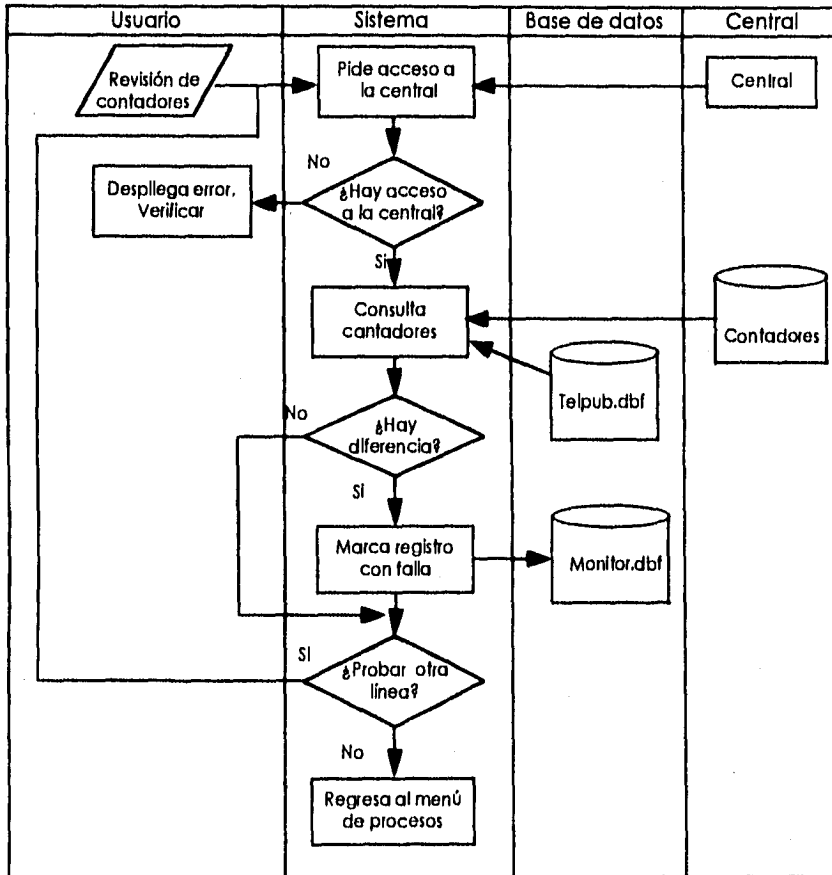 Usuario
Sistema
Base de datos
Central
Revisión de
contadores
Pide acceso a
la central
Central
No
Despliega error.
Verificar
¿Hay acceso
a la central?
Si
Consulta
cantadores
Contadores
Telpub.dbf
No
¿Hay
diferencia?
Si
Marca registro
con falla
Monitor.dbf
SI
¿Probar otra
línea?
No
Regresa al menú
de procesos